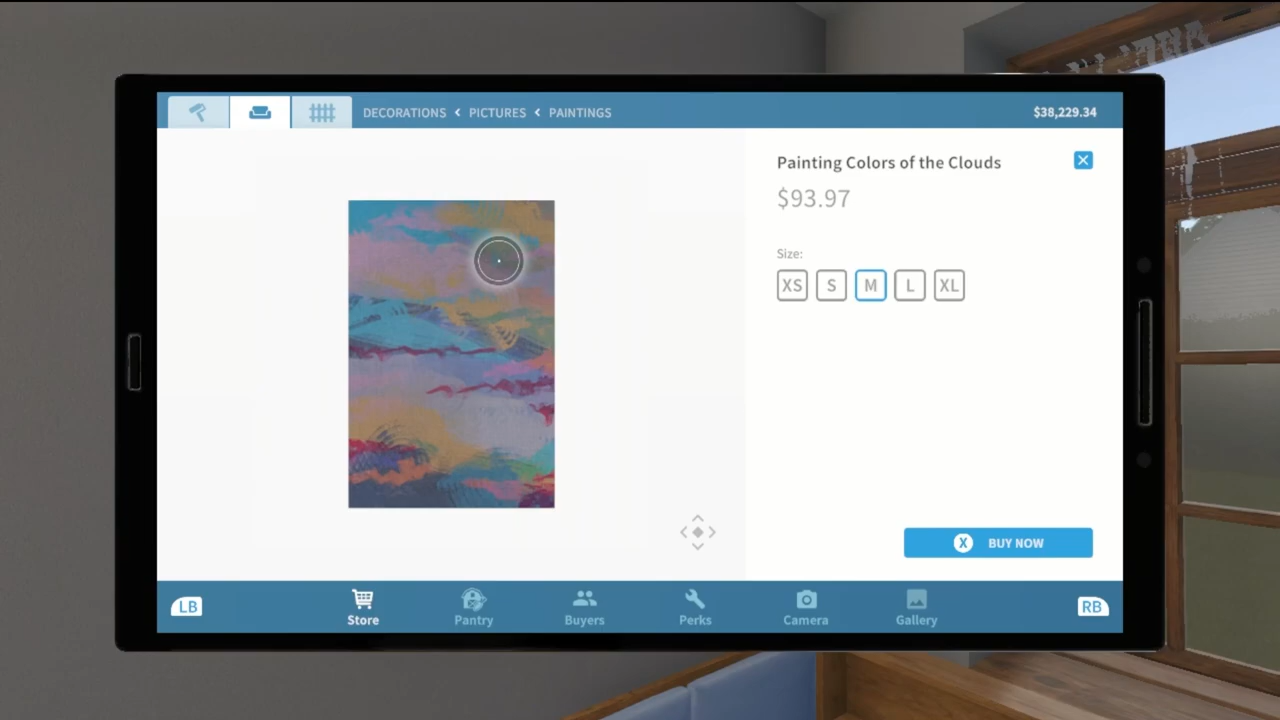 DECORATIONS < PICTURES < PAINTINGS
$38,229.34
Painting Colors of the Clouds
$93.97
Size:
XS S M L XL
X BUY NOW
LB
Store
Pantry
Buyers
Perks
Camera
Gallery
RB